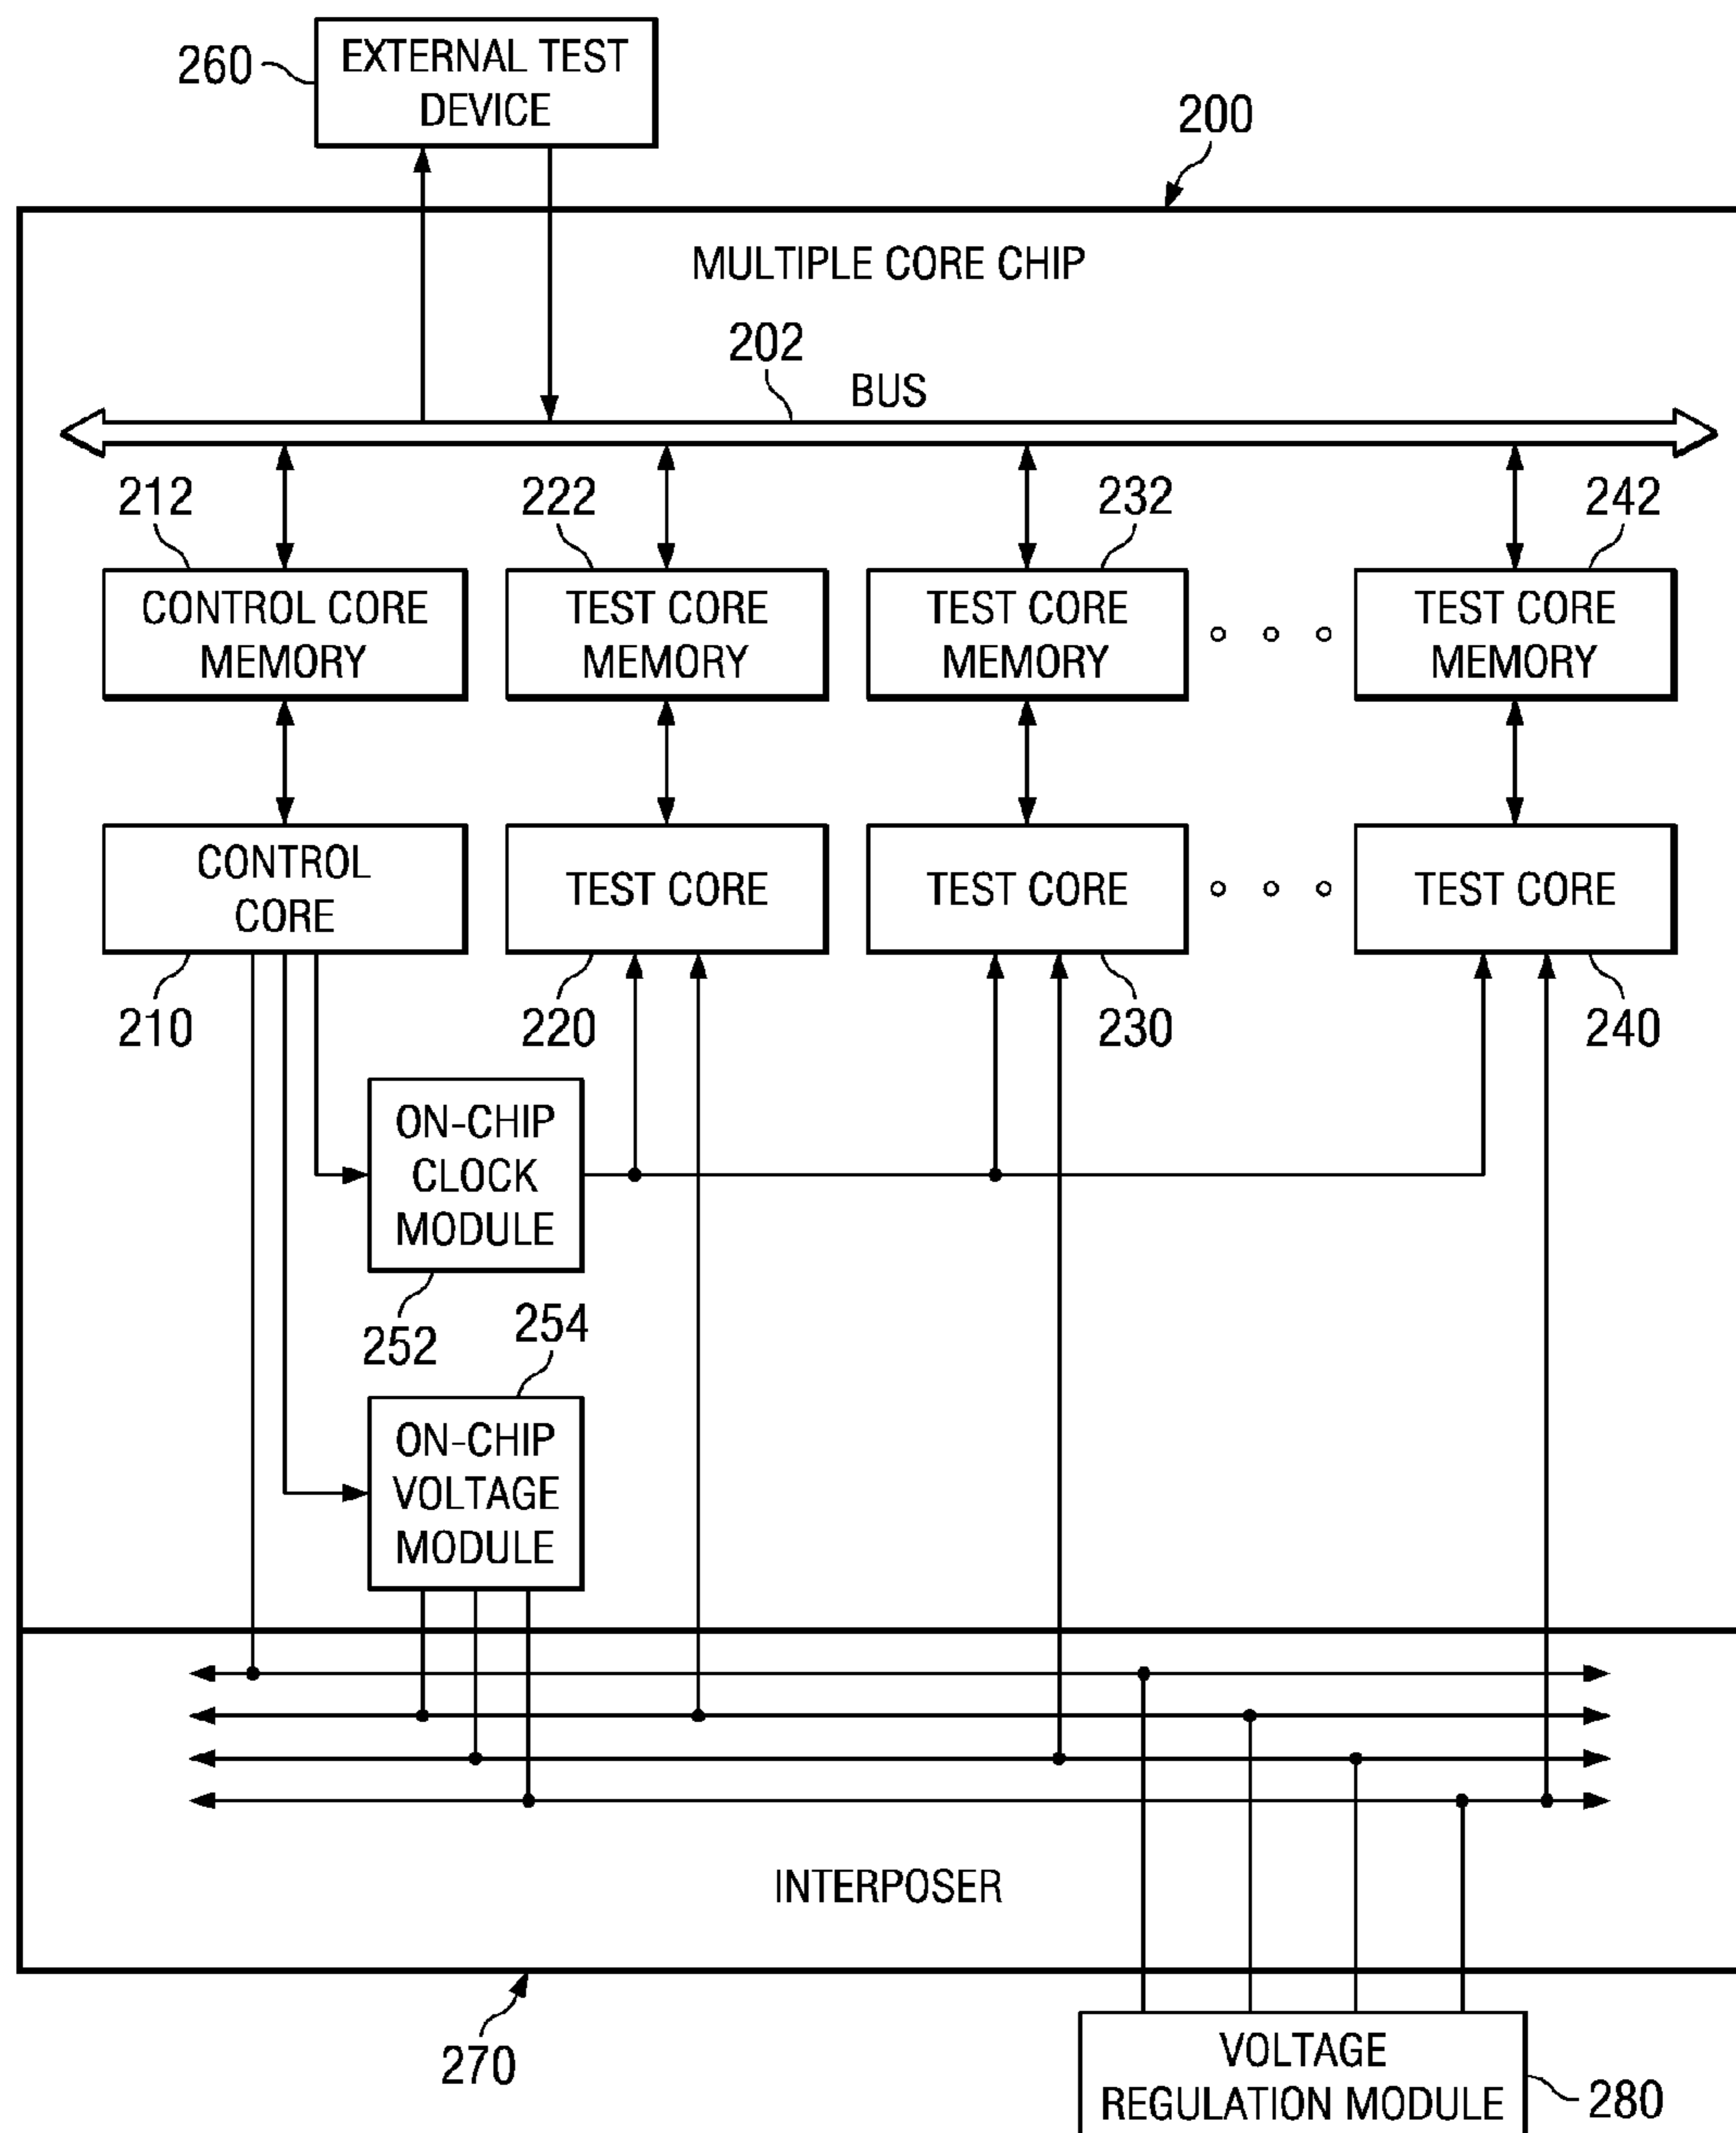 260
EXTERNAL TEST
DEVICE
200
MULTIPLE CORE CHIP
202
BUS
212
222
232
242
CONTROL CORE
MEMORY
TEST CORE
MEMORY
TEST CORE
MEMORY
TEST CORE
MEMORY
CONTROL
CORE
TEST CORE
TEST CORE
TEST CORE
210
220
230
240
ON-CHIP
CLOCK
MODULE
252
254
ON-CHIP
VOLTAGE
MODULE
INTERPOSER
270
VOLTAGE
REGULATION MODULE
280